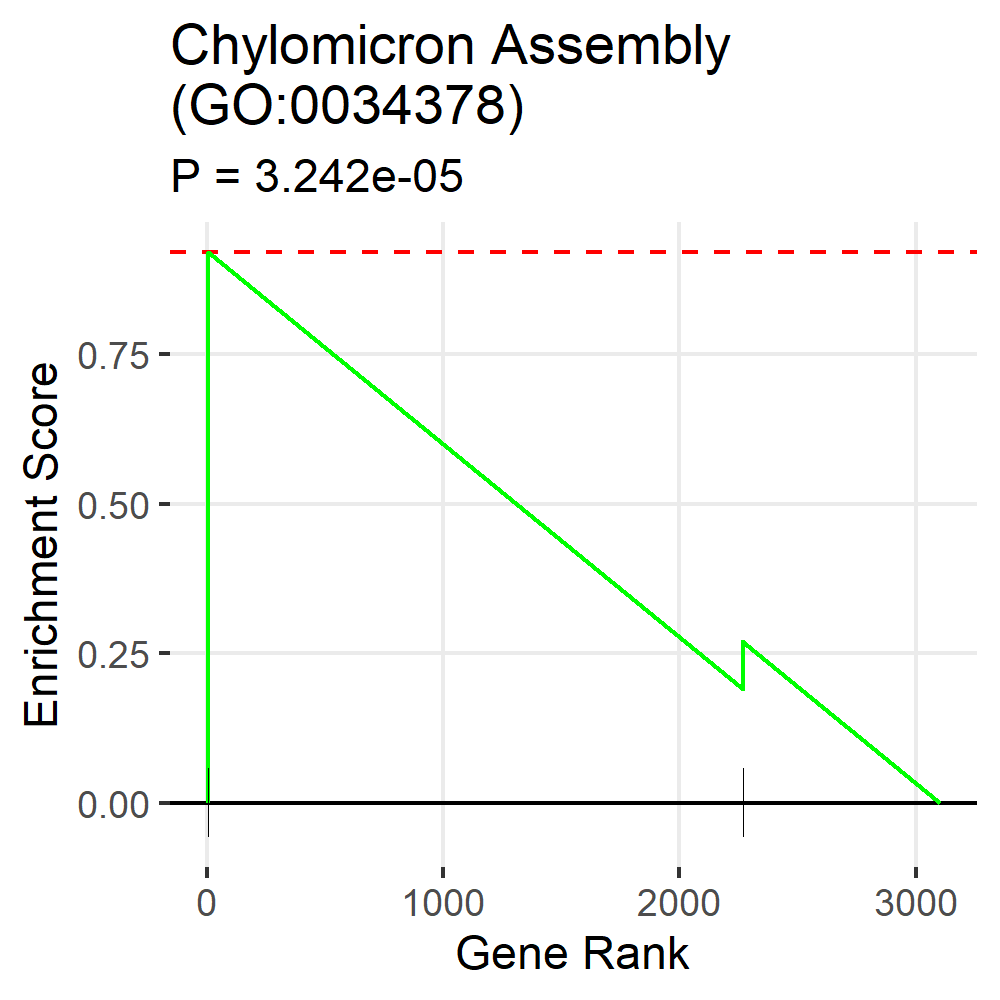 Chylomicron Assembly
(GO:0034378)
P = 3.242e-05
Enrichment Score
0.75
0.50
0.25
0.00
0 1000 2000 3000
Gene Rank